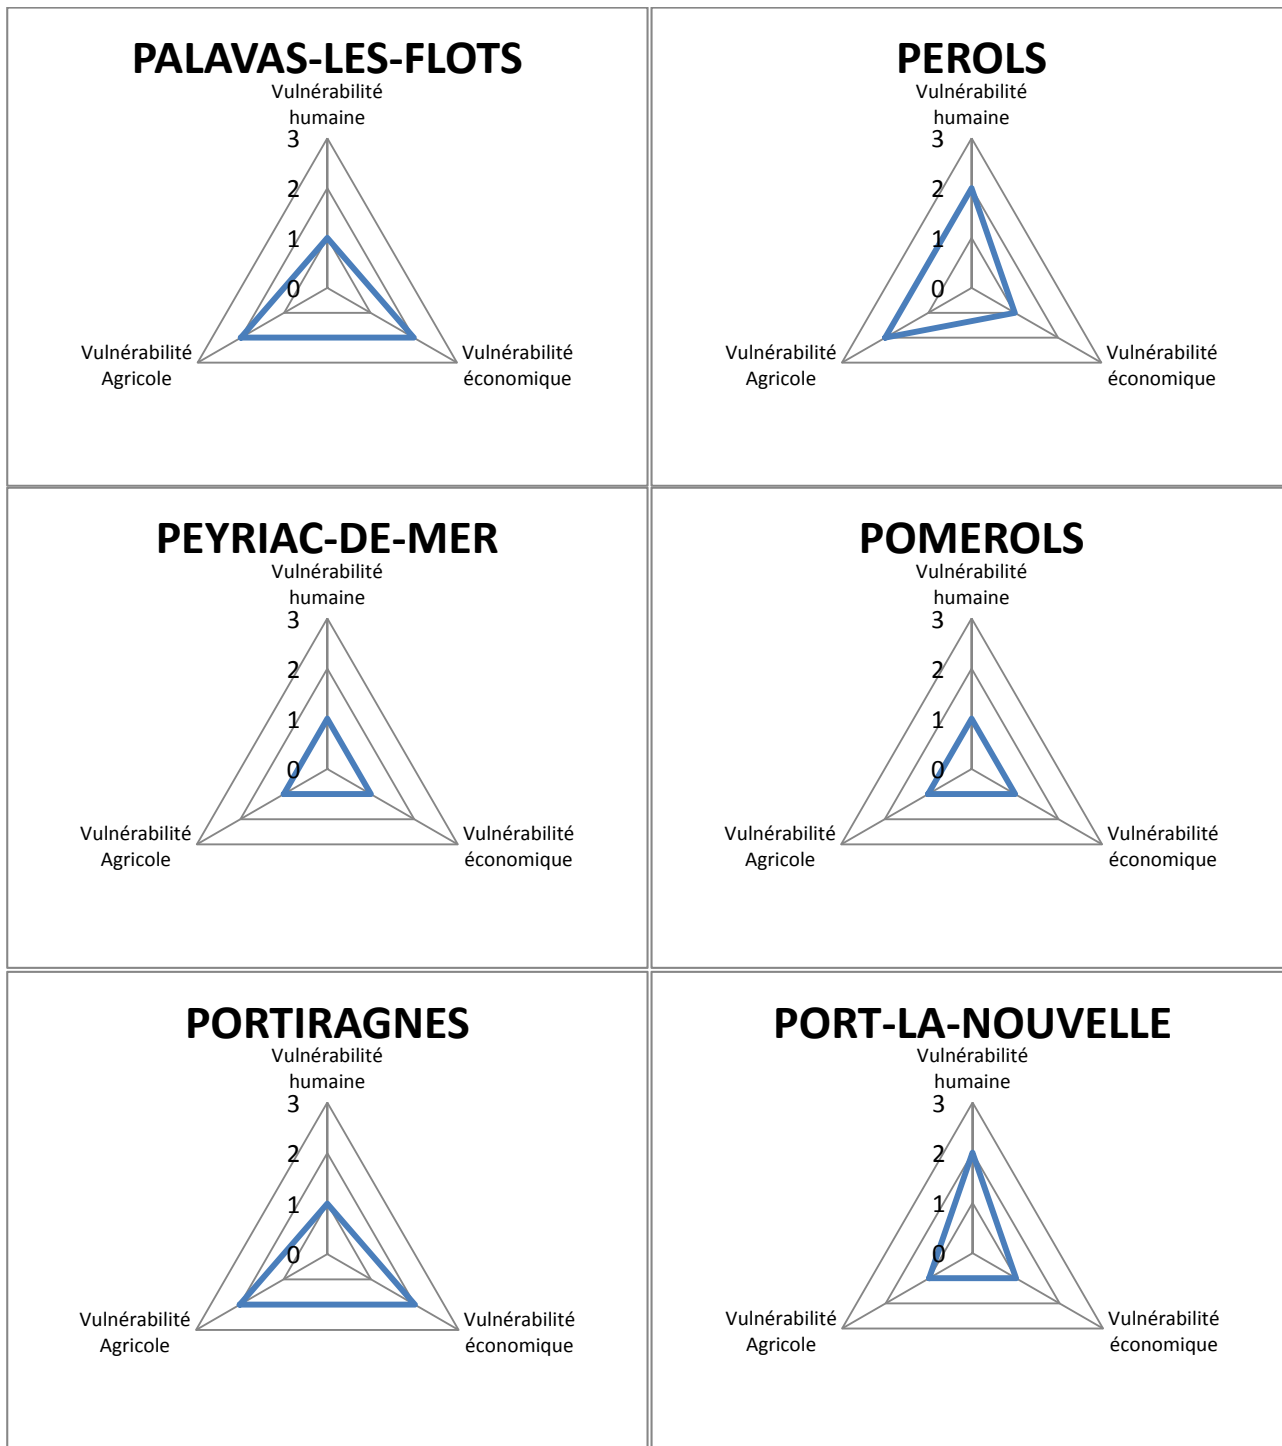 PALAVAS-LES-FLOTS
Vulnérabilité
humaine
3
2
1
0
Vulnérabilité
Agricole
Vulnérabilité
économique
PEROLS
Vulnérabilité
humaine
3
2
1
0
Vulnérabilité
Agricole
Vulnérabilité
économique
PEYRIAC-DE-MER
Vulnérabilité
humaine
3
2
1
0
Vulnérabilité
Agricole
Vulnérabilité
économique
POMEROLS
Vulnérabilité
humaine
3
2
1
0
Vulnérabilité
Agricole
Vulnérabilité
économique
PORTIRAGNES
Vulnérabilité
humaine
3
2
1
0
Vulnérabilité
Agricole
Vulnérabilité
économique
PORT-LA-NOUVELLE
Vulnérabilité
humaine
3
2
1
0
Vulnérabilité
Agricole
Vulnérabilité
économique